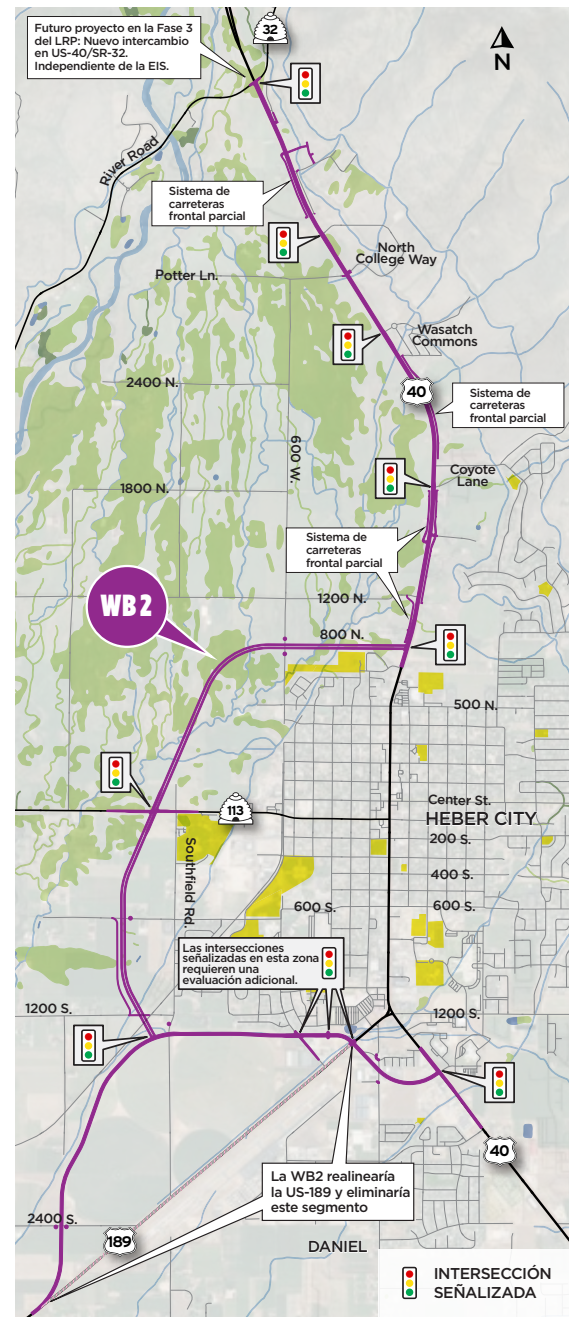 Futuro proyecto en la Fase 3
del LRP: Nuevo intercambio
en US-40/SR-32.
Independiente de la EIS.
32
N
River Road
Sistema de
carreteras
frontal parcial
North
College Way
Potter Ln.
Wasatch
Commons
2400 N.
40
Sistema de
carreteras
frontal parcial
600 W.
Coyote
Lane
1800 N.
Sistema de
carreteras
frontal parcial
1200 N.
WB2
800 N.
500 N.
113
Center St.
HEBER CITY
200 S.
Southfield Rd.
400 S.
600 S.
600 S.
Las intersecciones
señalizadas en esta zona
requieren una
evaluación adicional.
1200 S.
1200 S.
40
La WB2 realinearía
la US-189 y eliminaría
este segmento
2400 S.
189
DANIEL
INTERSECCIÓN
SEÑALIZADA